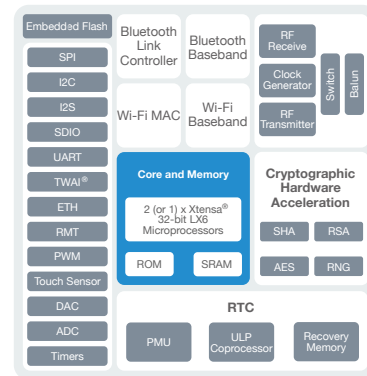 Embedded Flash
SPI
I2C
I2S
SDIO
UART
TWAI®
ETH
RMT
PWM
Touch Sensor
DAC
ADC
Timers
Bluetooth
Link
Controller
Bluetooth
Baseband
Wi-Fi MAC
Wi-Fi
Baseband
RF
Receive
Clock
Generator
RF
Transmitter
Switch
Balun
Core and Memory
2 (or 1) x Xtensa®
32-bit LX6
Microprocessors
ROM
SRAM
Cryptographic
Hardware
Acceleration
SHA
RSA
AES
RNG
RTC
PMU
ULP
Coprocessor
Recovery
Memory